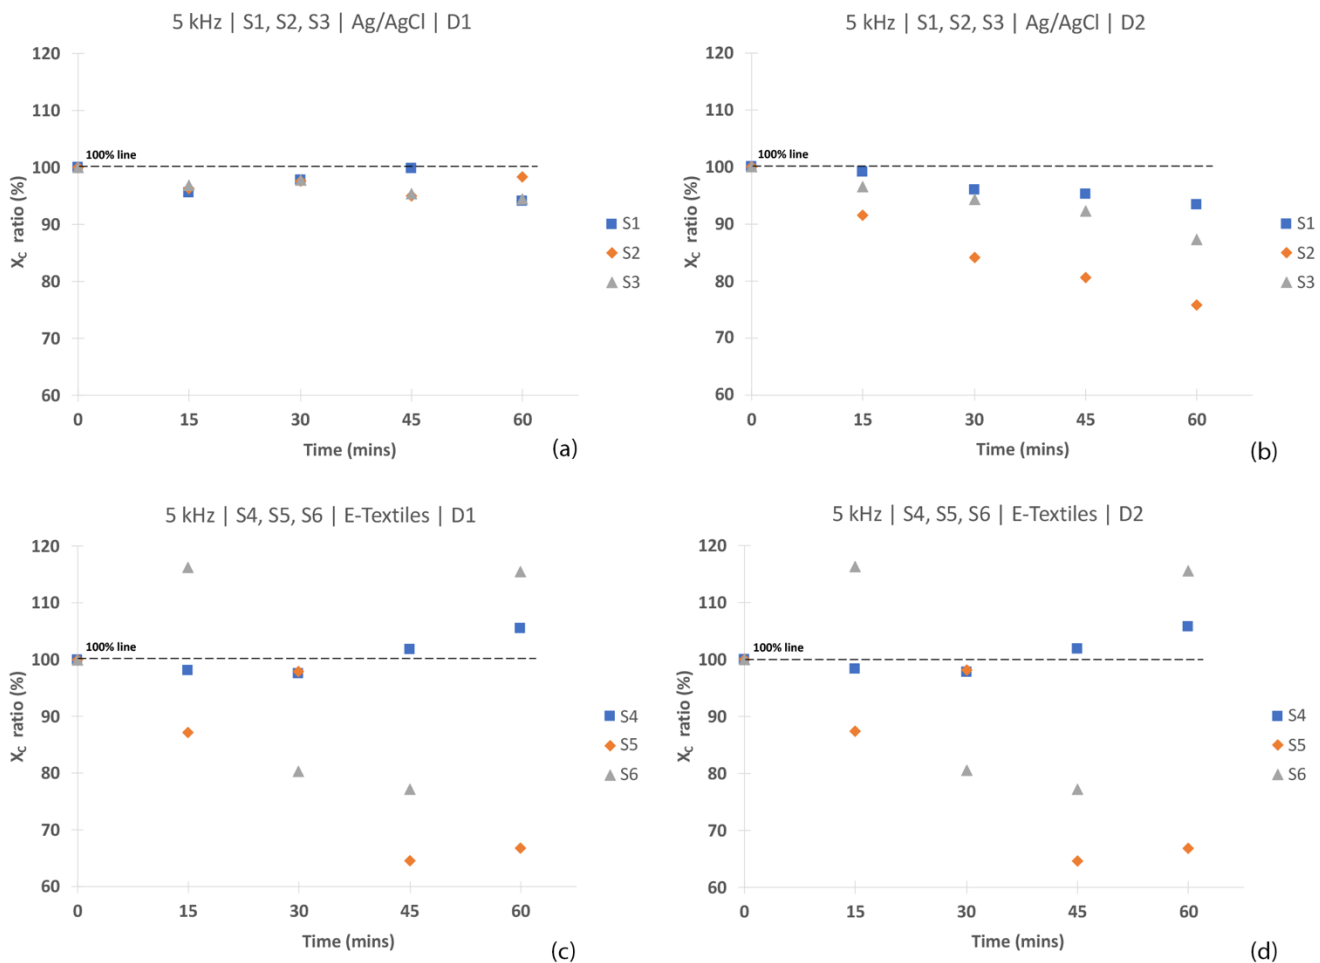 5 kHz | S1, S2, S3 | Ag/AgCl | D1
120
110
100% line
100
90
80
70
60
X_C ratio (%)
0 15 30 45 60
Time (mins)
S1
S2
S3
(a)
5 kHz | S1, S2, S3 | Ag/AgCl | D2
120
110
100% line
100
90
80
70
60
X_C ratio (%)
0 15 30 45 60
Time (mins)
S1
S2
S3
(b)
5 kHz | S4, S5, S6 | E-Textiles | D1
120
110
100% line
100
90
80
70
60
X_C ratio (%)
0 15 30 45 60
Time (mins)
S4
S5
S6
(c)
5 kHz | S4, S5, S6 | E-Textiles | D2
120
110
100% line
100
90
80
70
60
X_C ratio (%)
0 15 30 45 60
Time (mins)
S4
S5
S6
(d)